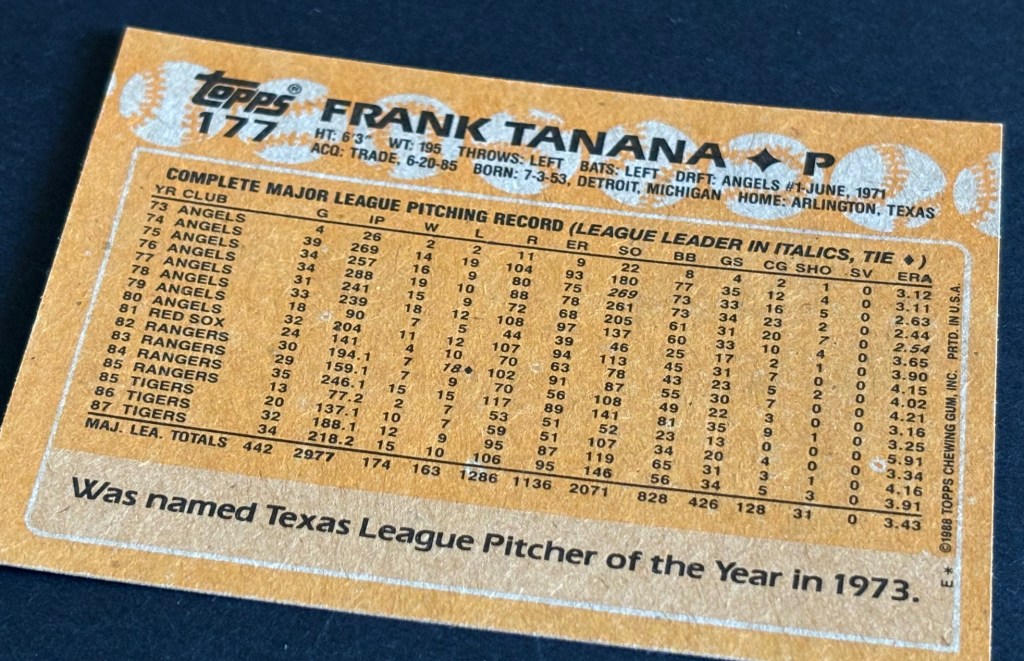 topps®
177
FRANK TANANA ✦ P
HT: 6'3" WT: 195 THROWS: LEFT BATS: LEFT DRFT: ANGELS #1-JUNE, 1971
ACQ: TRADE, 6-20-85 BORN: 7-3-53, DETROIT, MICHIGAN HOME: ARLINGTON, TEXAS
COMPLETE MAJOR LEAGUE PITCHING RECORD (LEAGUE LEADER IN ITALICS, TIE ♦)
YR CLUB G IP W L R ER SO BB GS CG SHO SV ERA
73 ANGELS 4 26 2 2 11 9 22 8 4 2 1 0 3.12
74 ANGELS 39 269 14 19 104 93 180 77 35 12 4 0 3.11
75 ANGELS 34 257 16 9 80 75 269 73 33 16 5 0 2.63
76 ANGELS 34 288 19 10 88 78 261 73 34 23 2 0 2.44
77 ANGELS 31 241 15 9 72 68 205 61 31 20 7 0 2.54
78 ANGELS 33 239 18 12 108 97 137 60 33 10 4 0 3.65
79 ANGELS 18 90 7 5 44 39 46 25 17 2 1 0 3.90
80 ANGELS 32 204 11 12 107 94 113 45 31 7 0 0 4.15
81 RED SOX 24 141 4 10 70 63 78 43 23 5 2 0 4.02
82 RANGERS 30 194.1 7 18♦ 102 91 87 55 30 7 0 0 4.21
83 RANGERS 29 159.1 7 9 70 56 108 49 22 3 0 0 3.16
84 RANGERS 35 246.1 15 15 117 89 141 81 35 9 1 0 3.25
85 RANGERS 13 77.2 2 7 53 51 52 23 13 0 0 0 5.91
85 TIGERS 20 137.1 10 7 59 51 107 34 20 4 0 0 3.34
86 TIGERS 32 188.1 12 9 95 87 119 65 31 3 1 0 4.16
87 TIGERS 34 218.2 15 10 106 95 146 56 34 5 3 0 3.91
MAJ. LEA. TOTALS 442 2977 174 163 1286 1136 2071 828 426 128 31 0 3.43
Was named Texas League Pitcher of the Year in 1973.
E * ©1988 TOPPS CHEWING GUM, INC. PRTD. IN U.S.A.